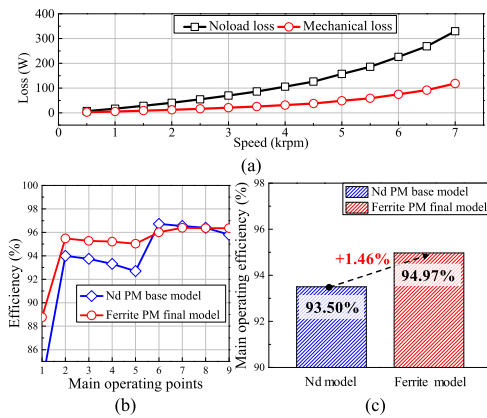 400
300
200
100
0
Loss (W)
Noload loss
Mechanical loss
0 1 2 3 4 5 6 7
Speed (krpm)
(a)
98
96
94
92
90
88
86
Efficiency (%)
Nd PM base model
Ferrite PM final model
1 2 3 4 5 6 7 8 9
Main operating points
(b)
98
96
94
92
90
Main operating efficiency (%)
Nd PM base model
Ferrite PM final model
+1.46%
93.50%
94.97%
Nd model Ferrite model
(c)